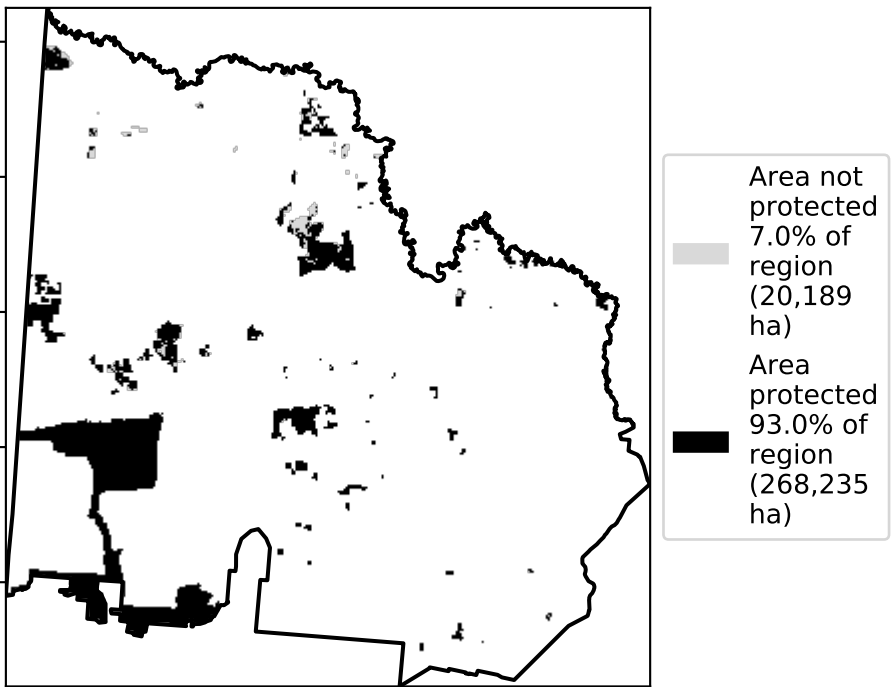 Area not
protected
7.0% of
region
(20,189
ha)
Area
protected
93.0% of
region
(268,235
ha)